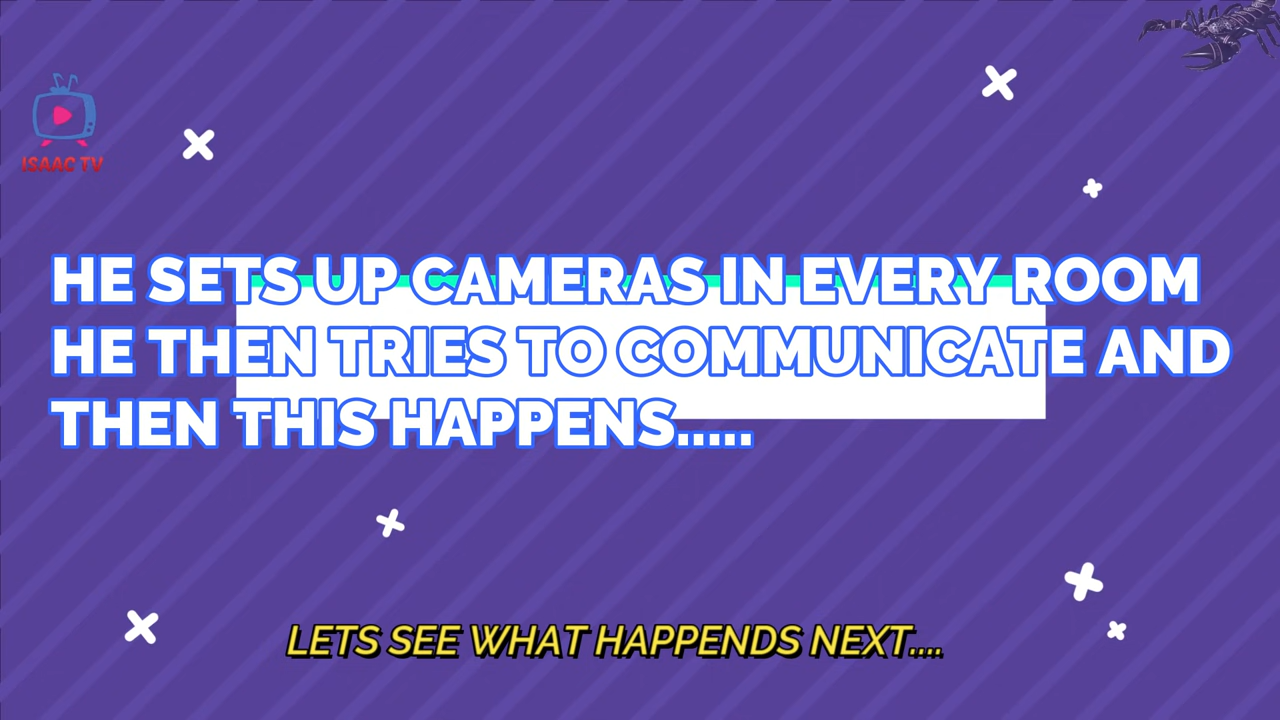 ISAAC TV
HE SETS UP CAMERAS IN EVERY ROOM
HE THEN TRIES TO COMMUNICATE AND
THEN THIS HAPPENS.....
LETS SEE WHAT HAPPENDS NEXT....